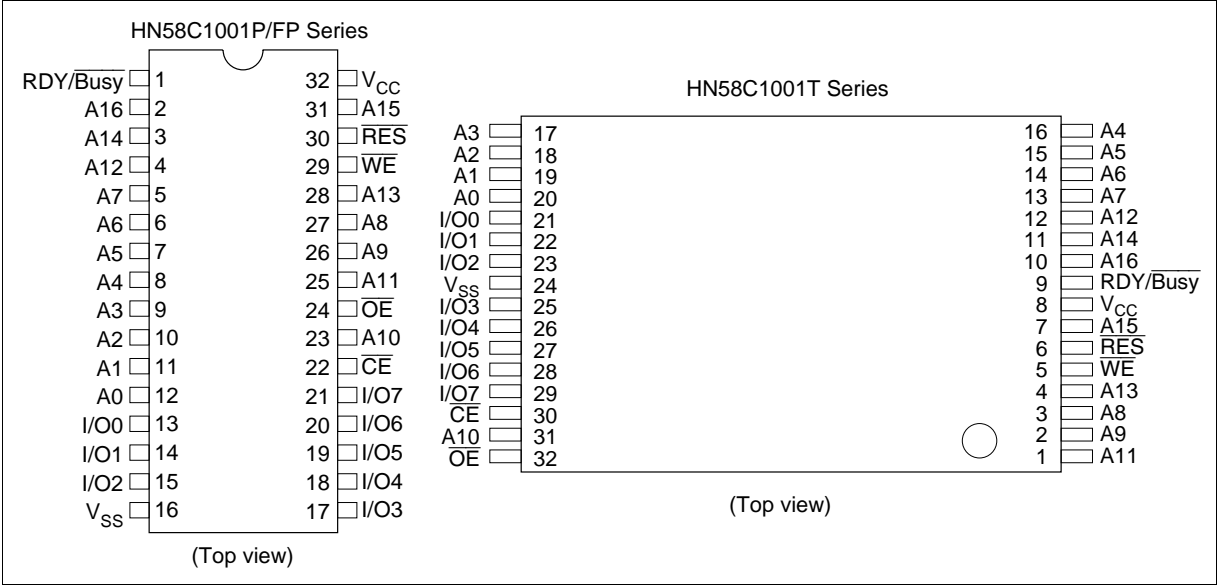 HN58C1001P/FP Series
RDY/Busy 1 32 VCC
A16 2 31 A15
A14 3 30 RES
A12 4 29 WE
A7 5 28 A13
A6 6 27 A8
A5 7 26 A9
A4 8 25 A11
A3 9 24 OE
A2 10 23 A10
A1 11 22 CE
A0 12 21 I/O7
I/O0 13 20 I/O6
I/O1 14 19 I/O5
I/O2 15 18 I/O4
VSS 16 17 I/O3
(Top view)
HN58C1001T Series
A3 17 16 A4
A2 18 15 A5
A1 19 14 A6
A0 20 13 A7
I/O0 21 12 A12
I/O1 22 11 A14
I/O2 23 10 A16
VSS 24 9 RDY/Busy
I/O3 25 8 VCC
I/O4 26 7 A15
I/O5 27 6 RES
I/O6 28 5 WE
I/O7 29 4 A13
CE 30 3 A8
A10 31 2 A9
OE 32 1 A11
(Top view)